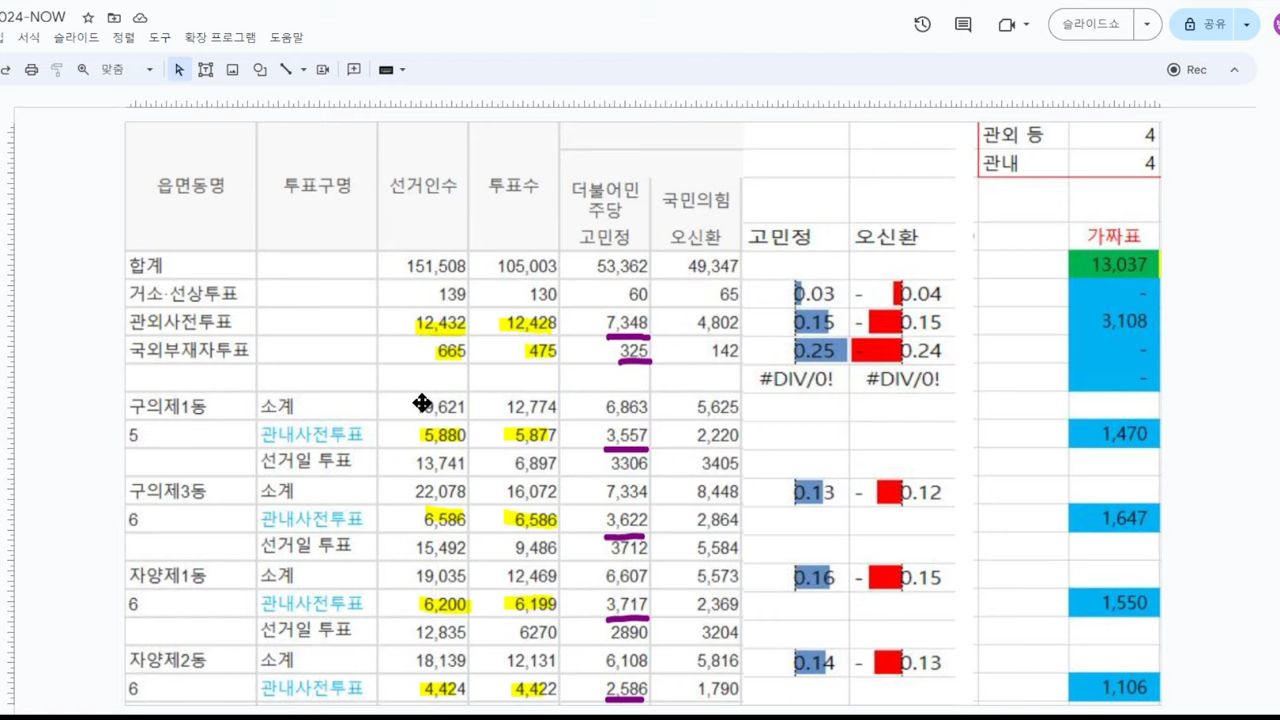 024-NOW
서식 슬라이드 정렬 도구 확장 프로그램 도움말
슬라이드쇼
공유
맞춤
Rec
관외 등 4
관내 4
읍면동명 투표구명 선거인수 투표수 더불어민주당 고민정 국민의힘 오신환 고민정 오신환 가짜표
합계 151,508 105,003 53,362 49,347 13,037
거소·선상투표 139 130 60 65 0.03 - 0.04 -
관외사전투표 12,432 12,428 7,348 4,802 0.15 - 0.15 3,108
국외부재자투표 665 475 325 142 0.25 - 0.24 -
#DIV/0! #DIV/0! -
구의제1동 소계 12,774 6,863 5,625
5 관내사전투표 5,880 5,877 3,557 2,220 1,470
선거일 투표 13,741 6,897 3306 3405
구의제3동 소계 22,078 16,072 7,334 8,448 0.13 - 0.12
6 관내사전투표 6,586 6,586 3,622 2,864 1,647
선거일 투표 15,492 9,486 3712 5,584
자양제1동 소계 19,035 12,469 6,607 5,573 0.16 - 0.15
6 관내사전투표 6,200 6,199 3,717 2,369 1,550
선거일 투표 12,835 6270 2890 3204
자양제2동 소계 18,139 12,131 6,108 5,816 0.14 - 0.13
6 관내사전투표 4,424 4,422 2,586 1,790 1,106